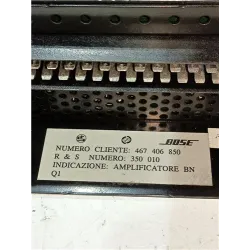 BOSE
NUMERO CLIENTE: 467 406 850
R & S NUMERO: 350 010
INDICAZIONE: AMPLIFICATORE BN
Q1